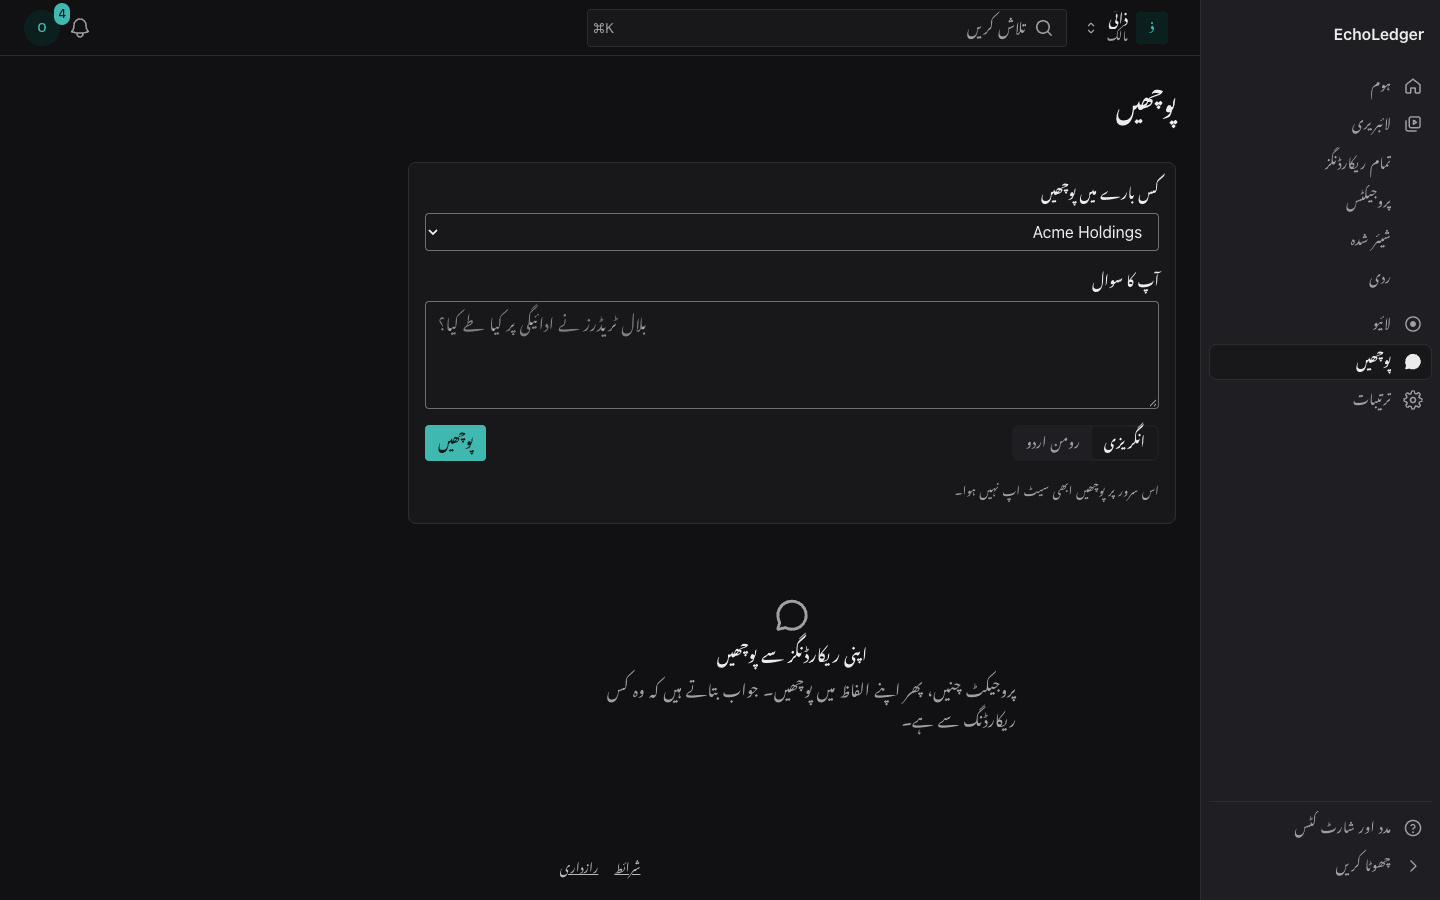 EchoLedger
ہوم
لائبریری
تمام ریکارڈنگز
پروجیکٹس
شیئر شدہ
ردی
لائیو
پوچھیں
ترتیبات
مدد اور شارٹ کٹس
چھوٹا کریں
ذ
ذاتی
مالک
تلاش کریں
⌘K
4
O
پوچھیں
کس بارے میں پوچھیں
Acme Holdings
آپ کا سوال
بلال ٹریڈرز نے ادائیگی پر کیا طے کیا؟
انگریزی
رومن اردو
پوچھیں
اس سرور پر پوچھیں ابھی سیٹ اپ نہیں ہوا۔
اپنی ریکارڈنگز سے پوچھیں
پروجیکٹ چنیں، پھر اپنے الفاظ میں پوچھیں۔ جواب بتاتے ہیں کہ وہ کس
ریکارڈنگ سے ہے۔
شرائط
رازداری